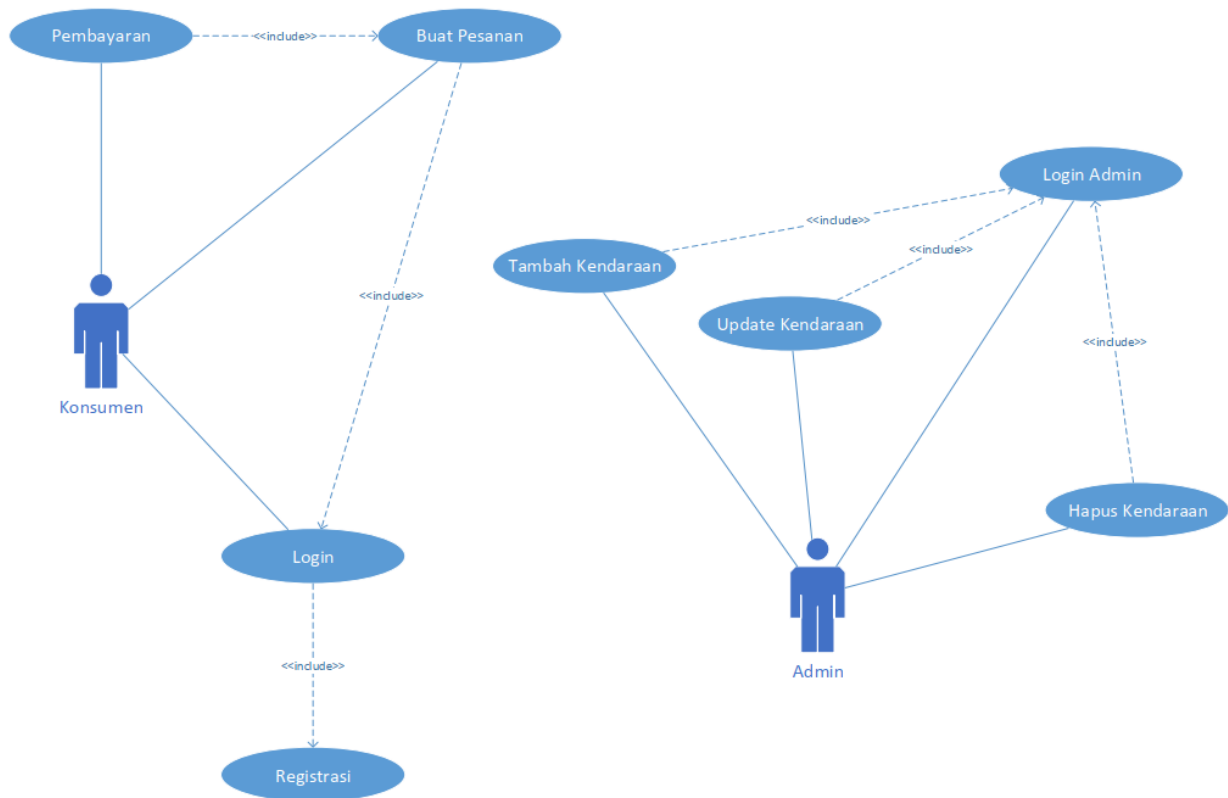 Pembayaran
<<include>>
Buat Pesanan
Login Admin
<<include>>
<<include>>
Tambah Kendaraan
<<include>>
Update Kendaraan
<<include>>
Konsumen
Hapus Kendaraan
Login
<<include>>
Admin
Registrasi